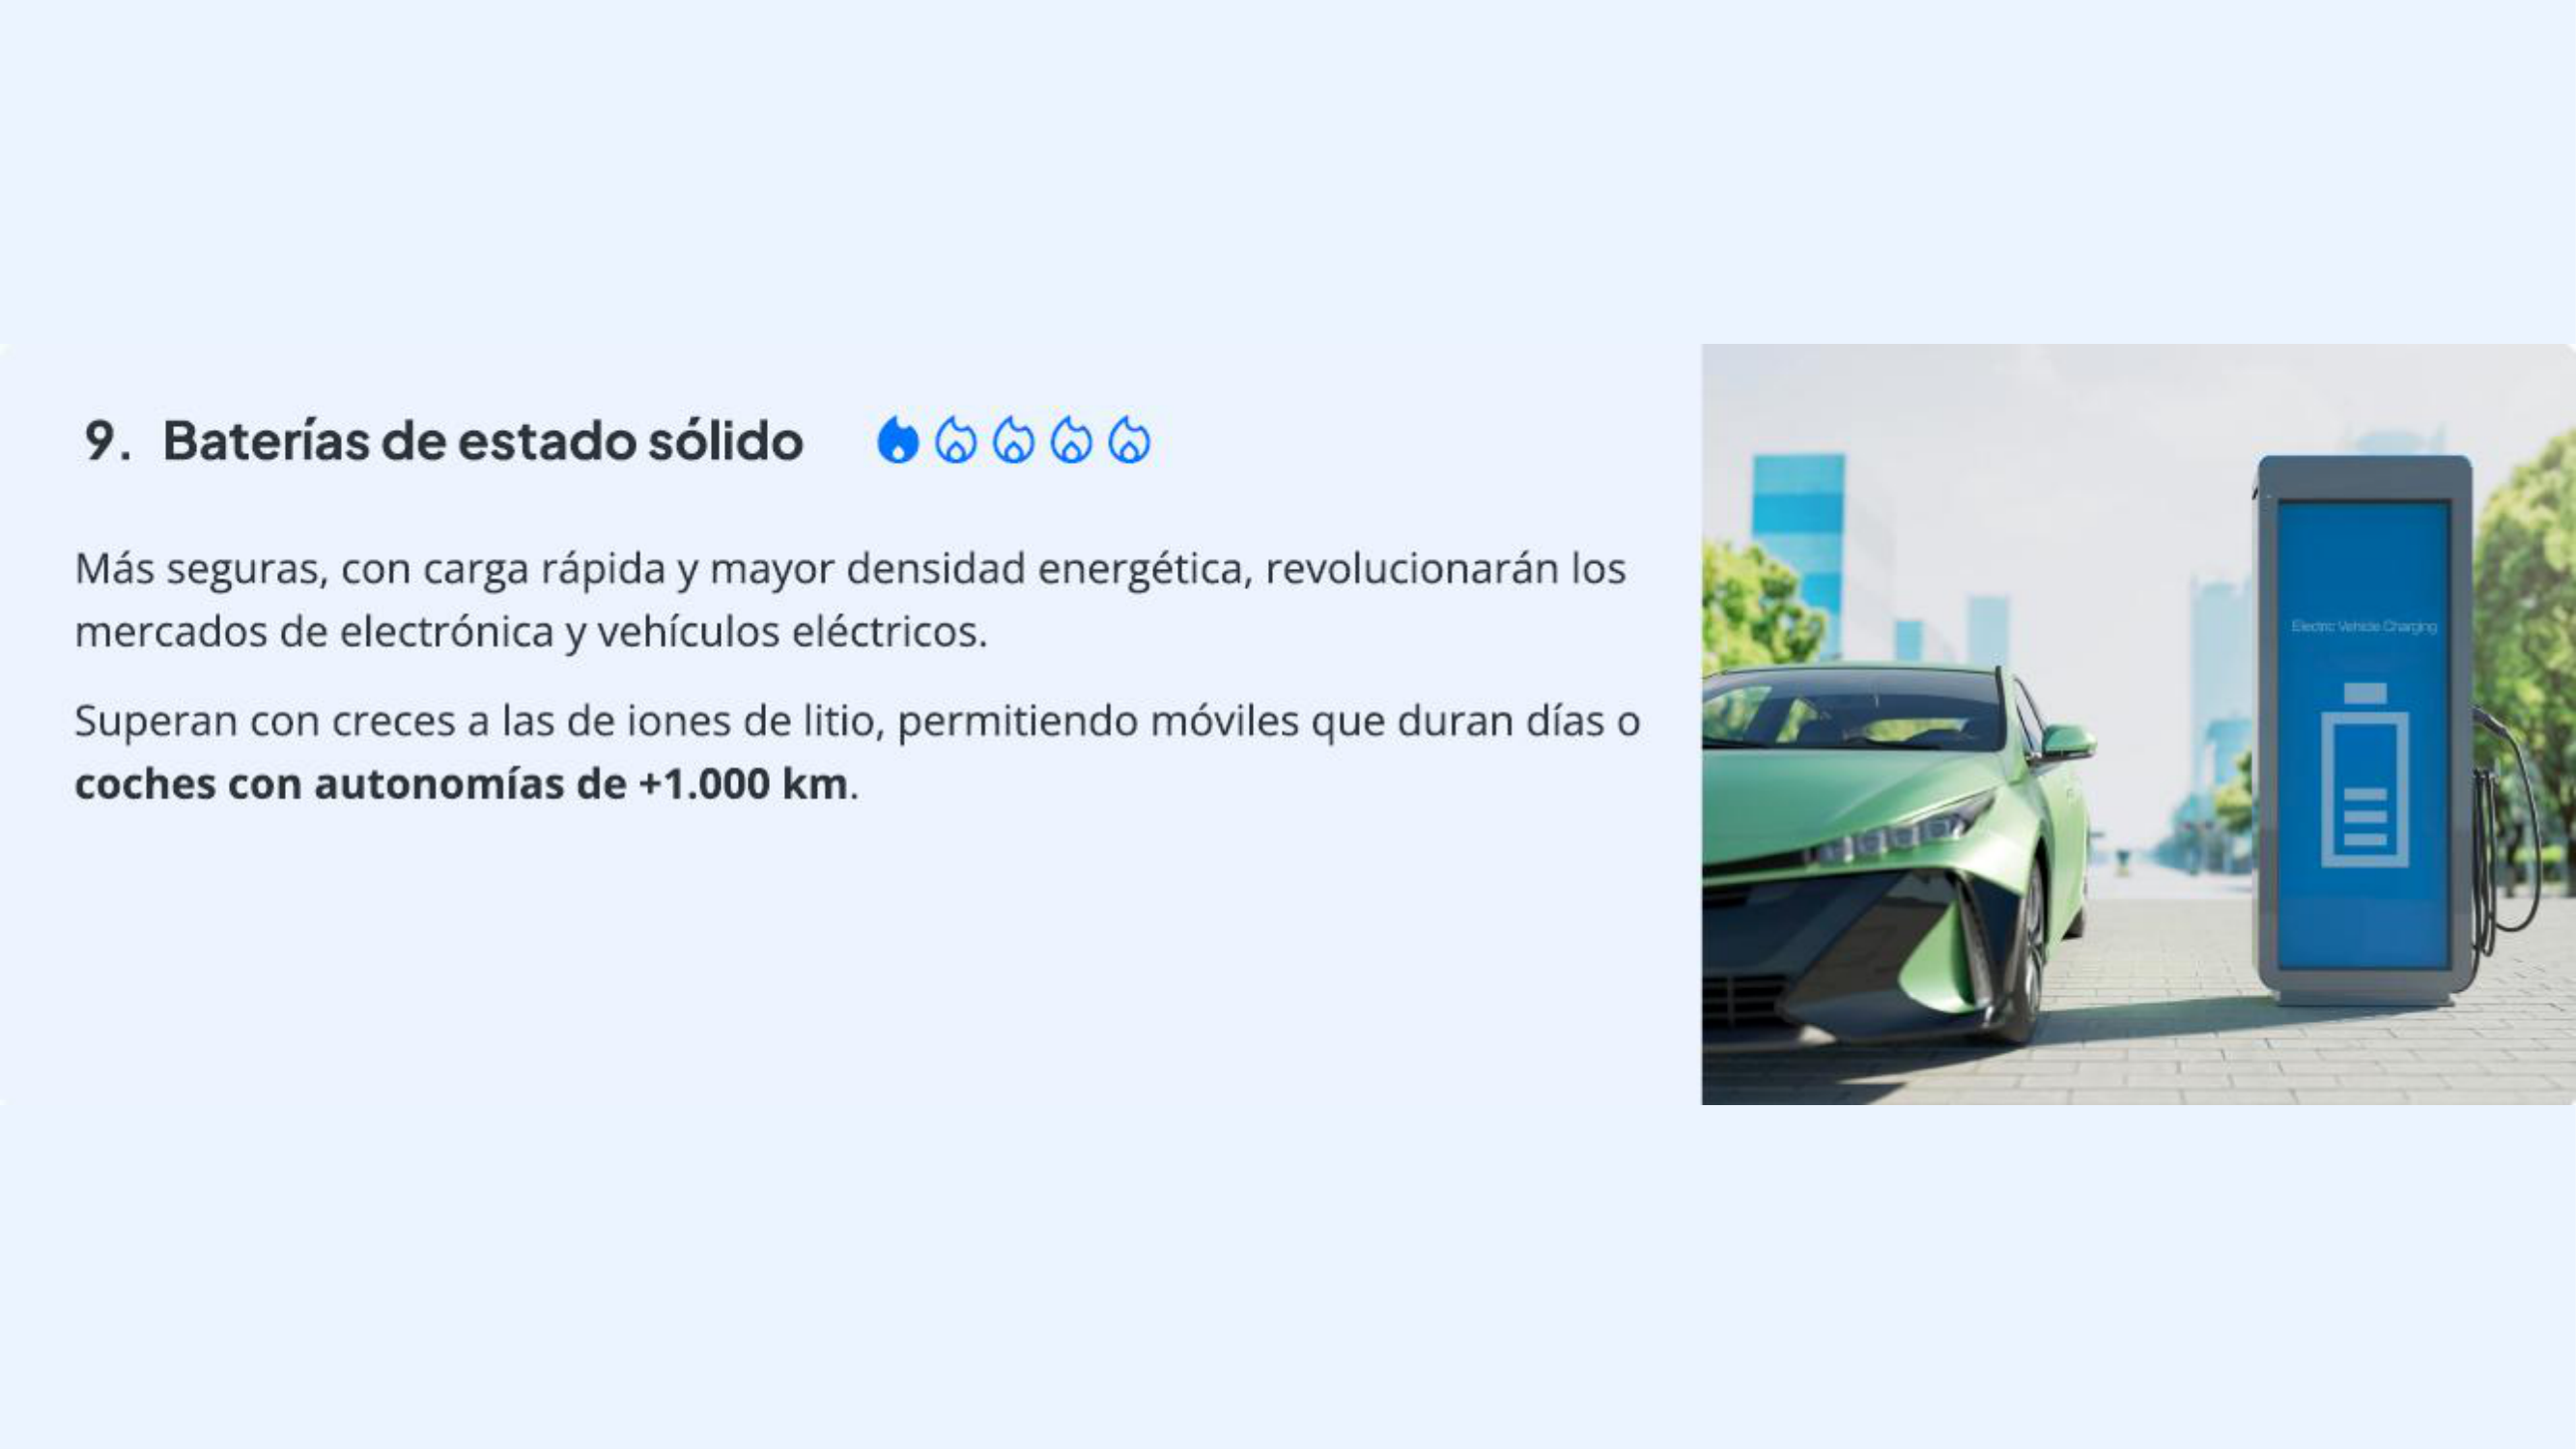 9. Baterías de estado sólido
Más seguras, con carga rápida y mayor densidad energética, revolucionarán los
mercados de electrónica y vehículos eléctricos.
Superan con creces a las de iones de litio, permitiendo móviles que duran días o
coches con autonomías de +1.000 km.
Electric Vehicle Charging